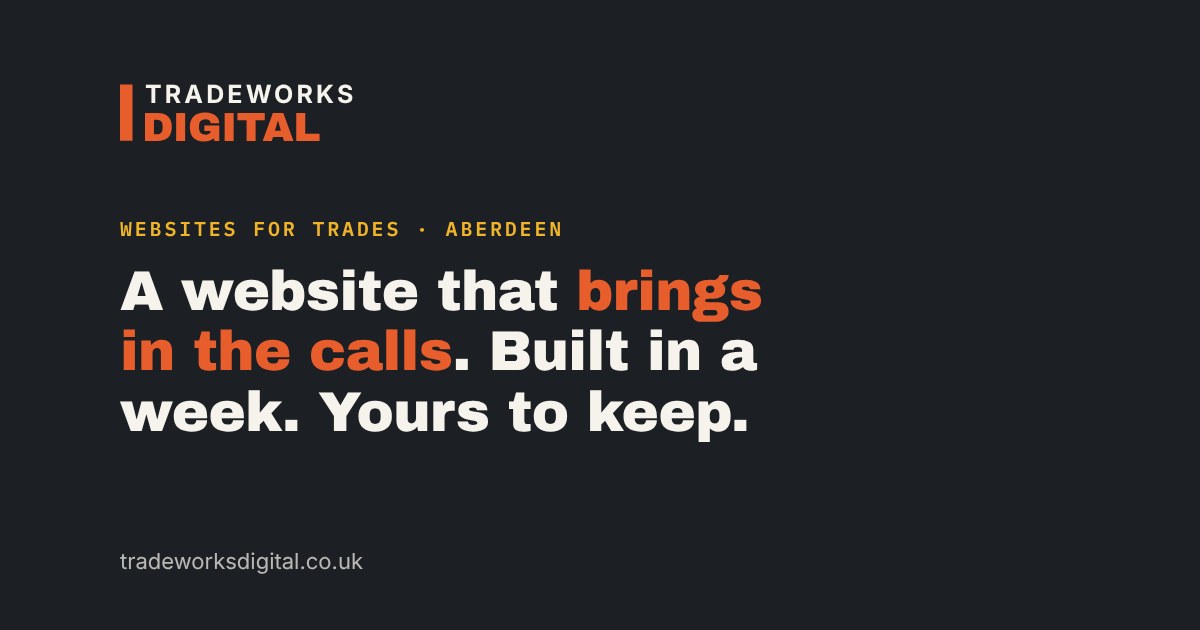 TRADEWORKS
DIGITAL
WEBSITES FOR TRADES · ABERDEEN
A website that brings
in the calls. Built in a
week. Yours to keep.
tradeworksdigital.co.uk